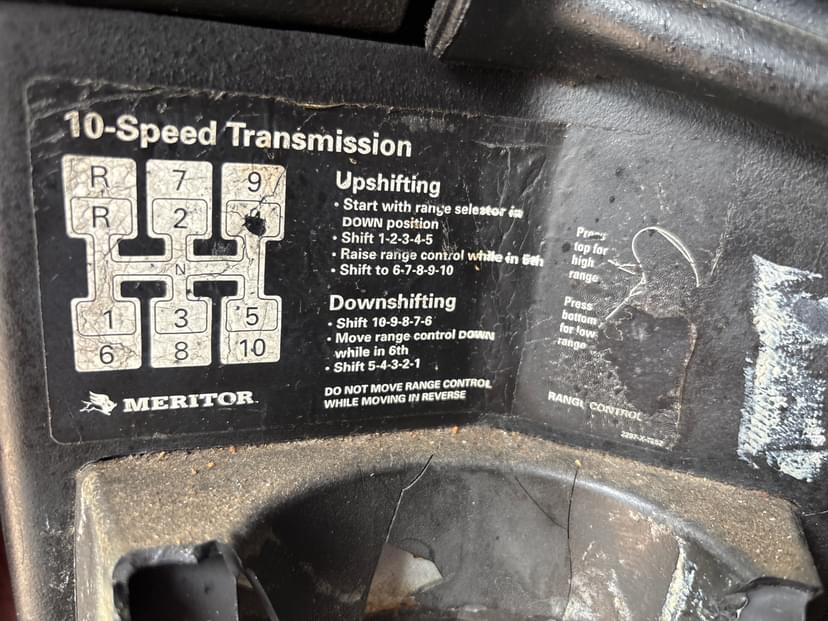 10-Speed Transmission
R 7 9
R 2
N
1 3 5
6 8 10
MERITOR
Upshifting
• Start with range selector in
DOWN position
• Shift 1-2-3-4-5
• Raise range control while in 5th
• Shift to 6-7-8-9-10
Downshifting
• Shift 10-9-8-7-6
• Move range control DOWN
while in 6th
• Shift 5-4-3-2-1
DO NOT MOVE RANGE CONTROL
WHILE MOVING IN REVERSE
Press
top for
high
range
Press
bottom
for low
range
RANGE CONTROL